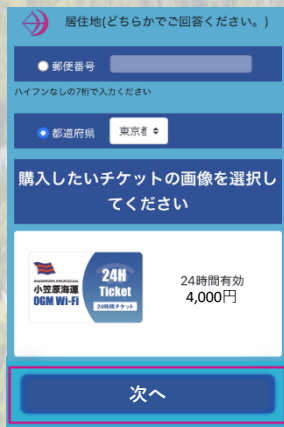 居住地(どちらかでご回答ください。)
郵便番号
ハイフンなしの7桁で入力ください
都道府県
東京都
購入したいチケットの画像を選択し
てください
小笠原海運
OGM Wi-Fi
24H
Ticket
24時間チケット
24時間有効
4,000円
次へ